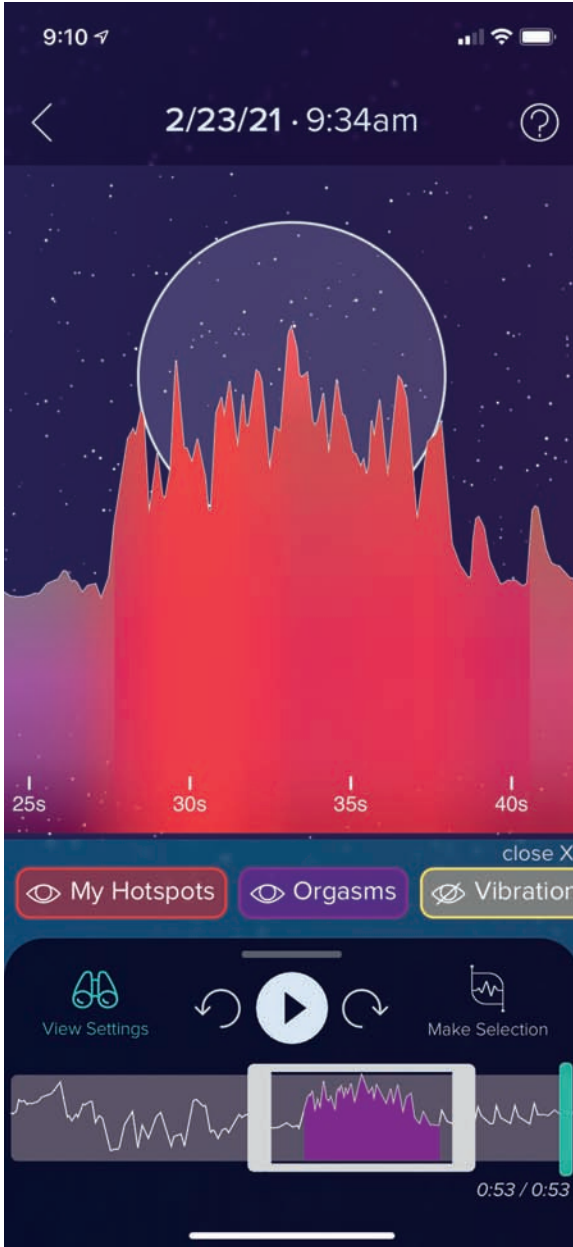 9:10
2/23/21 · 9:34am
?
25s 30s 35s 40s
close X
My Hotspots Orgasms Vibration
View Settings Make Selection
0:53 / 0:53